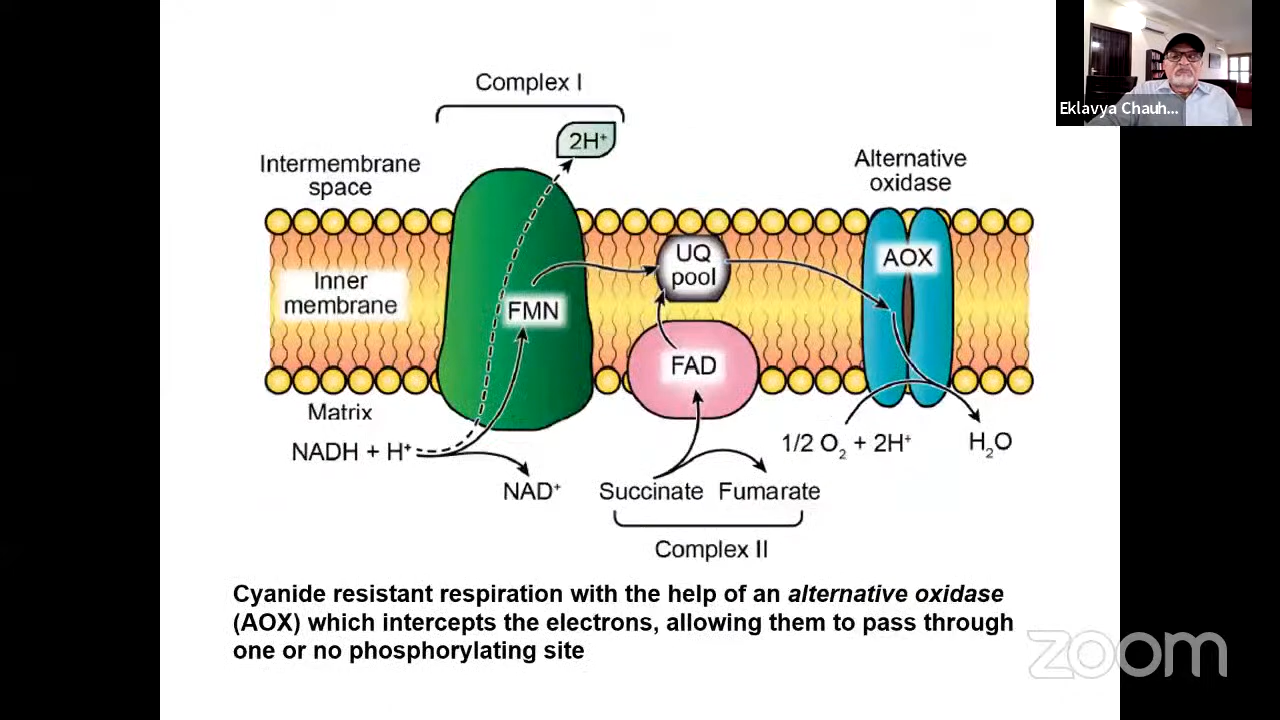 Complex I
2H⁺
Eklavya Chauh...
Intermembrane
space
Alternative
oxidase
UQ
pool
AOX
Inner
membrane
FMN
FAD
Matrix
NADH + H⁺
1/2 O₂ + 2H⁺
H₂O
NAD⁺
Succinate
Fumarate
Complex II
Cyanide resistant respiration with the help of an alternative oxidase
(AOX) which intercepts the electrons, allowing them to pass through
one or no phosphorylating site
zoom